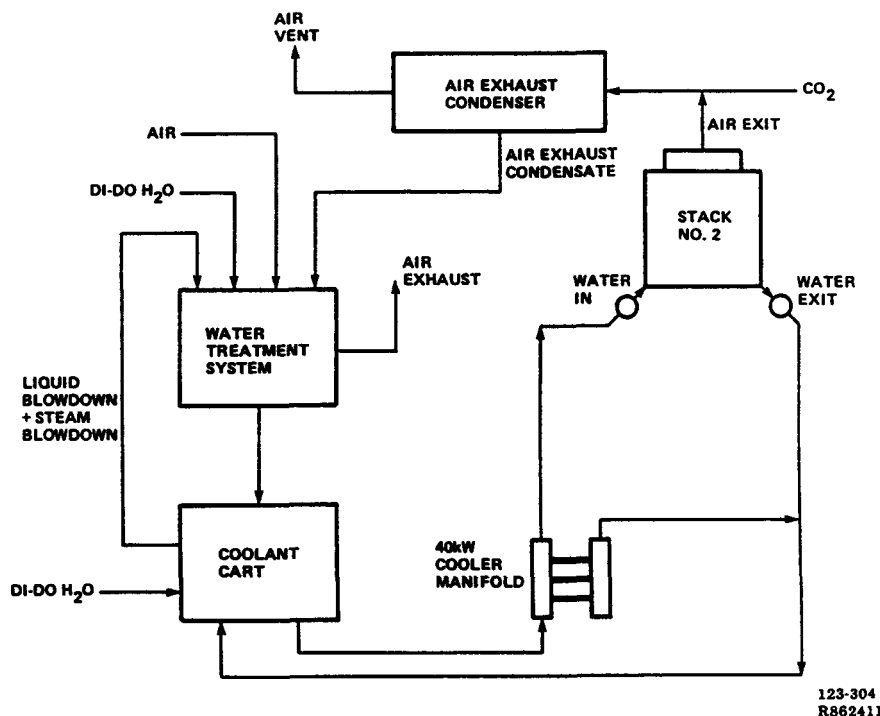 AIR
VENT
AIR EXHAUST
CONDENSER
CO₂
AIR EXIT
AIR
AIR EXHAUST
CONDENSATE
DI-DO H₂O
STACK
NO. 2
AIR
EXHAUST
WATER
IN
WATER
EXIT
WATER
TREATMENT
SYSTEM
LIQUID
BLOWDOWN
+ STEAM
BLOWDOWN
COOLANT
CART
40kW
COOLER
MANIFOLD
DI-DO H₂O
123-304
R862411